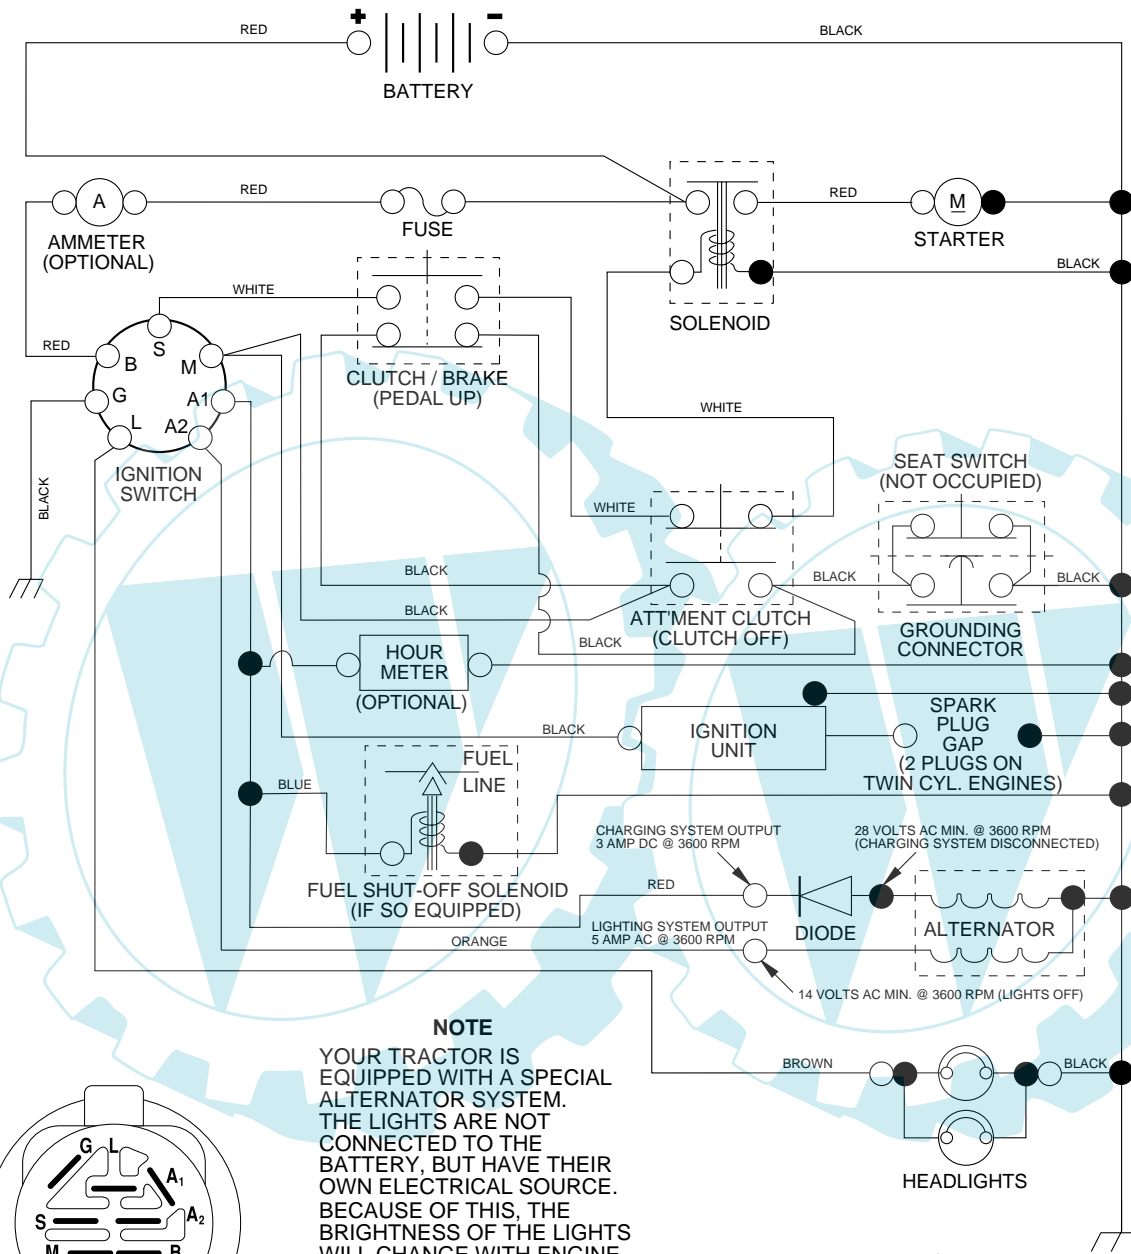 + -
RED
BLACK
BATTERY
RED
RED
A
M
FUSE
STARTER
AMMETER
(OPTIONAL)
BLACK
WHITE
SOLENOID
RED
S
B
M
G
A1
L
A2
CLUTCH / BRAKE
(PEDAL UP)
WHITE
IGNITION
SWITCH
BLACK
SEAT SWITCH
(NOT OCCUPIED)
WHITE
BLACK
BLACK
BLACK
BLACK
ATT'MENT CLUTCH
(CLUTCH OFF)
BLACK
GROUNDING
CONNECTOR
HOUR
METER
(OPTIONAL)
BLACK
IGNITION
UNIT
SPARK
PLUG
GAP
(2 PLUGS ON
TWIN CYL. ENGINES)
FUEL
LINE
BLUE
CHARGING SYSTEM OUTPUT
3 AMP DC @ 3600 RPM
28 VOLTS AC MIN. @ 3600 RPM
(CHARGING SYSTEM DISCONNECTED)
FUEL SHUT-OFF SOLENOID
(IF SO EQUIPPED)
RED
LIGHTING SYSTEM OUTPUT
5 AMP AC @ 3600 RPM
DIODE
ALTERNATOR
ORANGE
14 VOLTS AC MIN. @ 3600 RPM (LIGHTS OFF)
NOTE
YOUR TRACTOR IS
EQUIPPED WITH A SPECIAL
ALTERNATOR SYSTEM.
THE LIGHTS ARE NOT
CONNECTED TO THE
BATTERY, BUT HAVE THEIR
OWN ELECTRICAL SOURCE.
BECAUSE OF THIS, THE
BRIGHTNESS OF THE LIGHTS
WILL CHANGE WITH ENGINE
BROWN
BLACK
HEADLIGHTS
G L
A1
A2
S
M
B